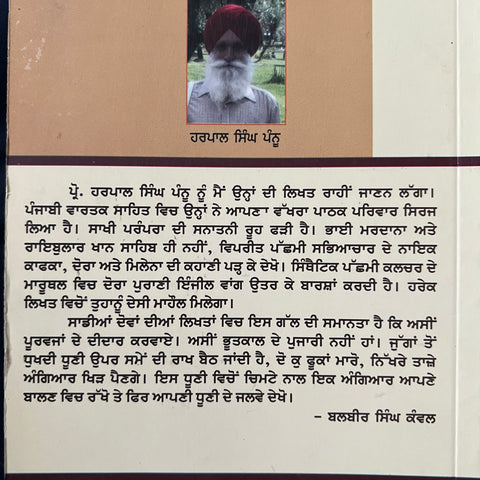 ਹਰਪਾਲ ਸਿੰਘ ਪੰਨੂ
ਪ੍ਰੋ. ਹਰਪਾਲ ਸਿੰਘ ਪੰਨੂ ਨੂੰ ਮੈਂ ਉਨ੍ਹਾਂ ਦੀ ਲਿਖਤ ਰਾਹੀਂ ਜਾਣਨ ਲੱਗਾ।
ਪੰਜਾਬੀ ਵਾਰਤਕ ਸਾਹਿਤ ਵਿਚ ਉਨ੍ਹਾਂ ਨੇ ਆਪਣਾ ਵੱਖਰਾ ਪਾਠਕ ਪਰਿਵਾਰ ਸਿਰਜ
ਲਿਆ ਹੈ। ਸਾਖੀ ਪਰੰਪਰਾ ਦੀ ਸਨਾਤਨੀ ਰੂਹ ਫੜੀ ਹੈ। ਭਾਈ ਮਰਦਾਨਾ ਅਤੇ
ਰਾਇਬੁਲਾਰ ਖਾਨ ਸਾਹਿਬ ਹੀ ਨਹੀਂ, ਵਿਪਰੀਤ ਪੱਛਮੀ ਸਭਿਆਚਾਰ ਦੇ ਨਾਇਕ
ਕਾਫਕਾ, ਦੋਰਾ ਅਤੇ ਮਿਲੇਨਾ ਦੀ ਕਹਾਣੀ ਪੜ੍ਹ ਕੇ ਦੇਖੋ। ਸਿੰਥੈਟਿਕ ਪੱਛਮੀ ਕਲਚਰ ਦੇ
ਮਾਰੂਥਲ ਵਿਚ ਦੋਰਾ ਪੁਰਾਣੀ ਇੰਜੀਲ ਵਾਂਗ ਉਤਰ ਕੇ ਬਾਰਸ਼ਾਂ ਕਰਦੀ ਹੈ। ਹਰੇਕ
ਲਿਖਤ ਵਿਚੋਂ ਤੁਹਾਨੂੰ ਦੇਸੀ ਮਾਹੌਲ ਮਿਲੇਗਾ।
ਸਾਡੀਆਂ ਦੋਵਾਂ ਦੀਆਂ ਲਿਖਤਾਂ ਵਿਚ ਇਸ ਗੱਲ ਦੀ ਸਮਾਨਤਾ ਹੈ ਕਿ ਅਸੀਂ
ਪੂਰਵਜਾਂ ਦੇ ਦੀਦਾਰ ਕਰਵਾਏ। ਅਸੀਂ ਭੂਤਕਾਲ ਦੇ ਪੁਜਾਰੀ ਨਹੀਂ ਹਾਂ। ਜੁੱਗਾਂ ਤੋਂ
ਧੁਖਦੀ ਧੂਣੀ ਉਪਰ ਸਮੇਂ ਦੀ ਰਾਖ ਬੈਠ ਜਾਂਦੀ ਹੈ, ਦੋ ਕੁ ਫੂਕਾਂ ਮਾਰੋ, ਨਿੱਖਰੇ ਤਾਜ਼ੇ
ਅੰਗਿਆਰ ਖਿੜ ਪੈਣਗੇ। ਇਸ ਧੂਣੀ ਵਿਚੋਂ ਚਿਮਟੇ ਨਾਲ ਇਕ ਅੰਗਿਆਰ ਆਪਣੇ
ਬਾਲਣ ਵਿਚ ਰੱਖੋ ਤੇ ਫਿਰ ਆਪਣੀ ਧੂਣੀ ਦੇ ਜਲਵੇ ਦੇਖੋ।
– ਬਲਬੀਰ ਸਿੰਘ ਕੰਵਲ